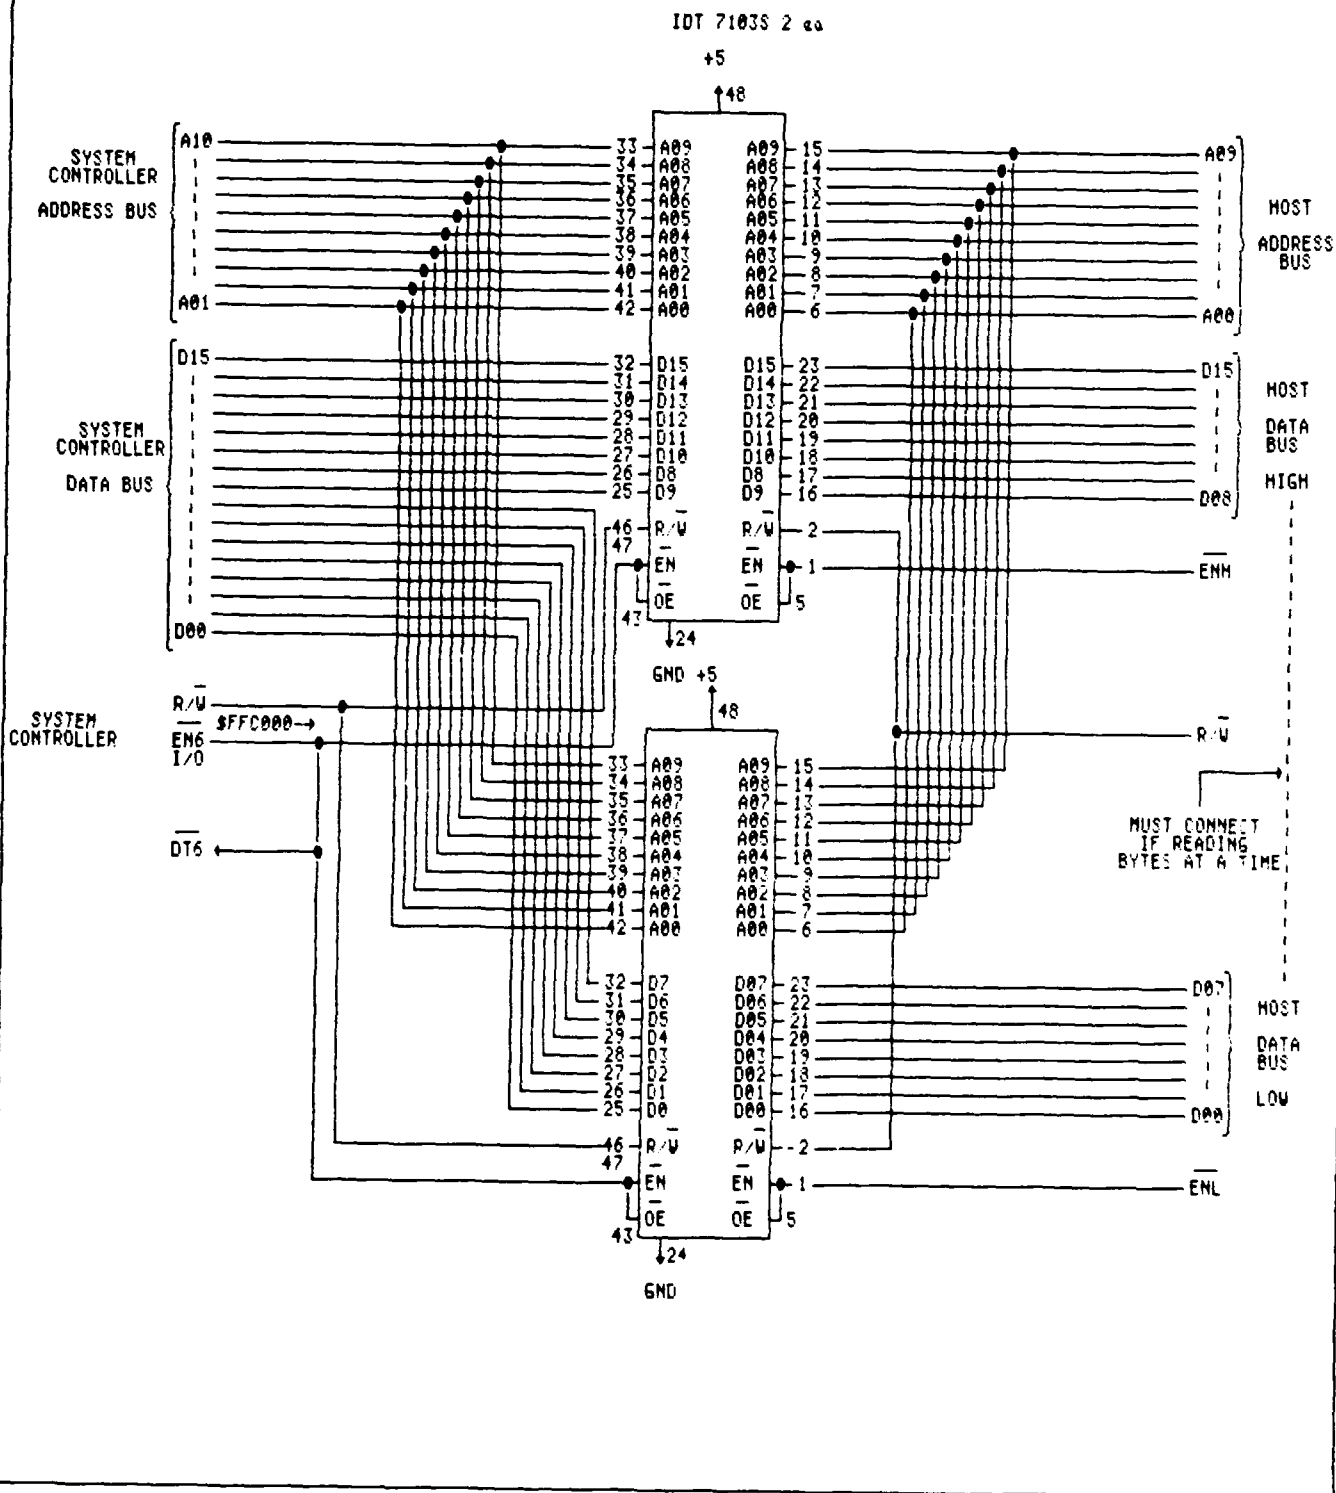 IDT 7103S 2 ea
+5
48
SYSTEM
CONTROLLER
ADDRESS BUS
A10
A01
33 A09 A09 15
34 A08 A08 14
35 A07 A07 13
36 A06 A06 12
37 A05 A05 11
38 A04 A04 10
39 A03 A03 9
40 A02 A02 8
41 A01 A01 7
42 A00 A00 6
A09
A00
HOST
ADDRESS
BUS
SYSTEM
CONTROLLER
DATA BUS
D15
D00
32 D15 D15 23
31 D14 D14 22
30 D13 D13 21
29 D12 D12 20
28 D11 D11 19
27 D10 D10 18
26 D8 D8 17
25 D9 D9 16
D15
D08
HOST
DATA
BUS
HIGH
46 R/W R/W 2
47
EN EN 1
ENH
OE OE 5
43
24
GND +5
48
SYSTEM
CONTROLLER
R/W
$FFC000
EN6
I/O
DT6
R/W
MUST CONNECT
IF READING
BYTES AT A TIME
33 A09 A09 15
34 A08 A08 14
35 A07 A07 13
36 A06 A06 12
37 A05 A05 11
38 A04 A04 10
39 A03 A03 9
40 A02 A02 8
41 A01 A01 7
42 A00 A00 6
32 D7 D07 23
31 D6 D06 22
30 D5 D05 21
29 D4 D04 20
28 D3 D03 19
27 D2 D02 18
26 D1 D01 17
25 D0 D00 16
D07
D00
HOST
DATA
BUS
LOW
46 R/W R/W 2
47
EN EN 1
ENL
OE OE 5
43
24
GND